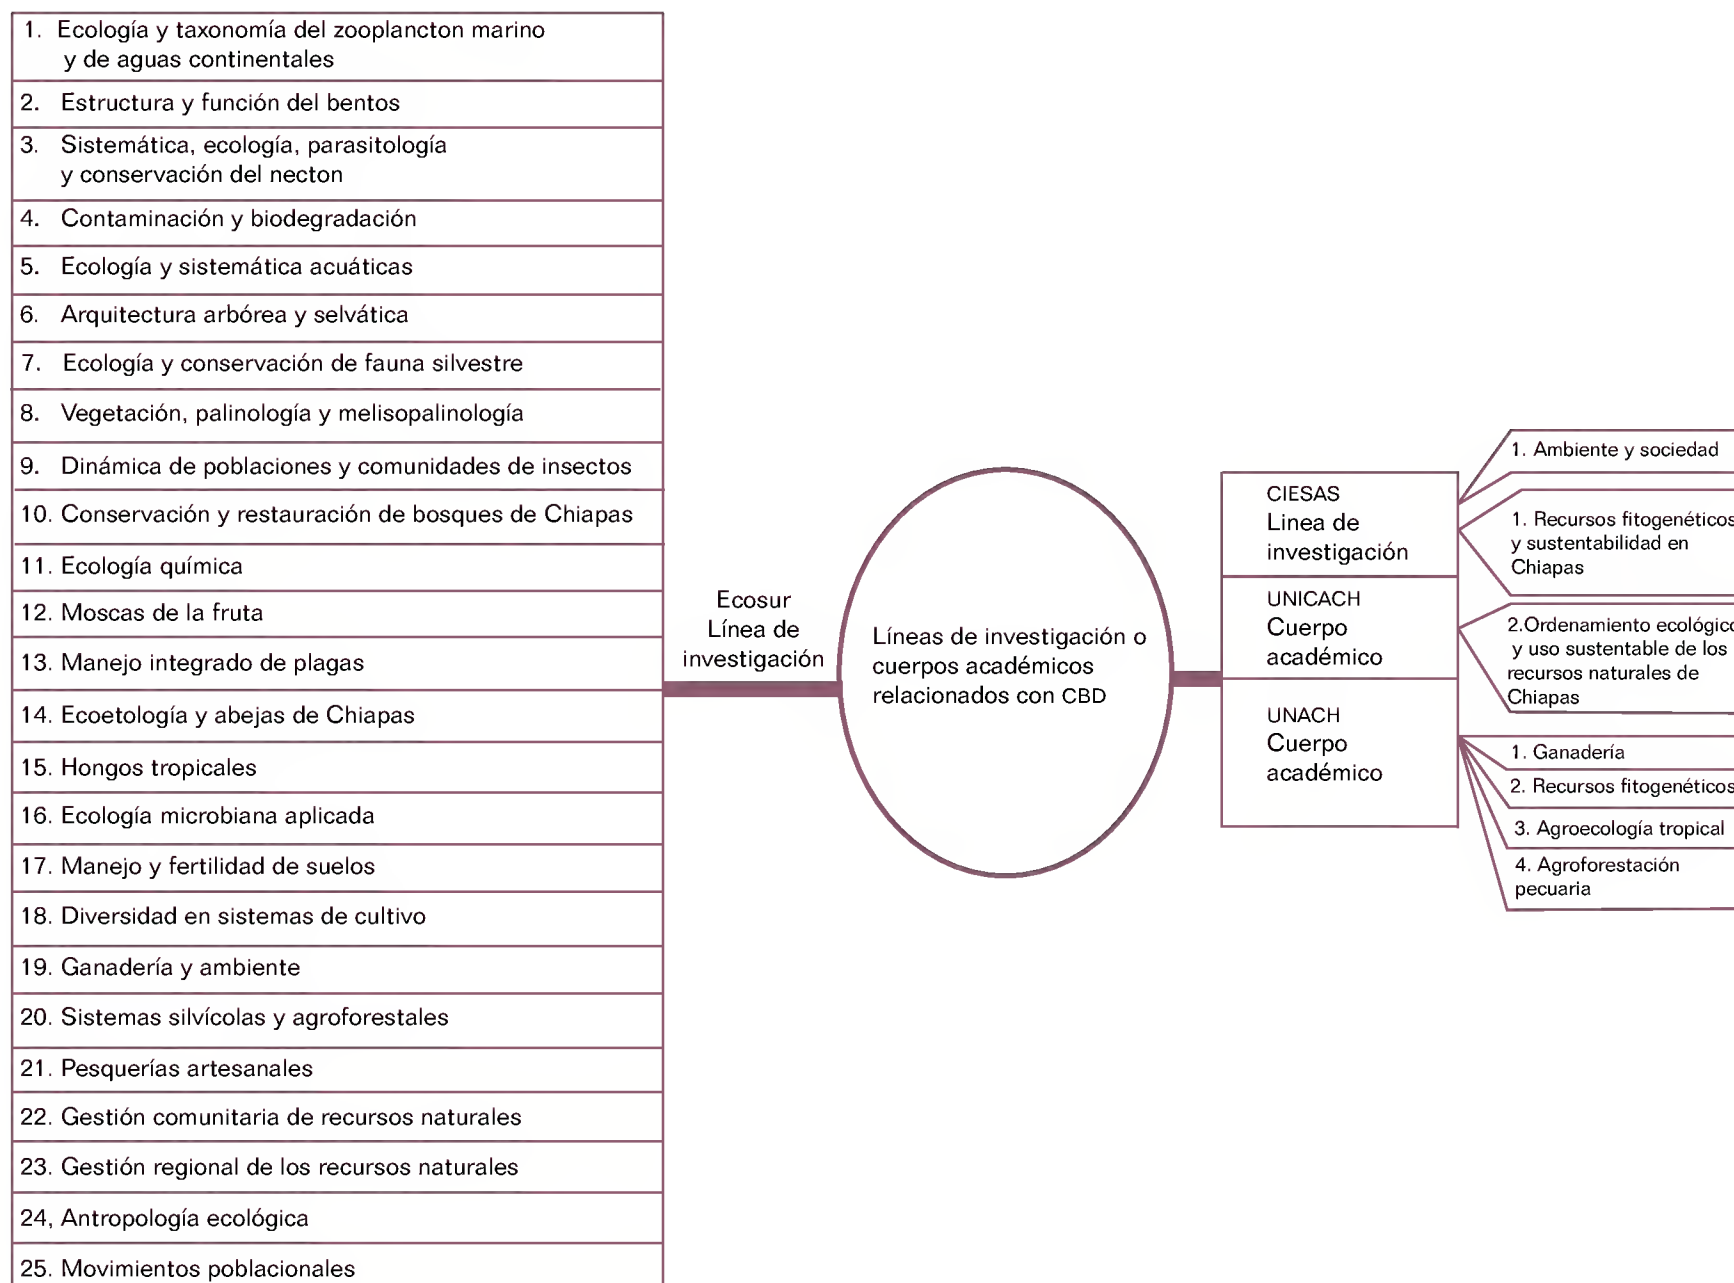 1. Ecología y taxonomía del zooplancton marino
y de aguas continentales
2. Estructura y función del bentos
3. Sistemática, ecología, parasitología
y conservación del necton
4. Contaminación y biodegradación
5. Ecología y sistemática acuáticas
6. Arquitectura arbórea y selvática
7. Ecología y conservación de fauna silvestre
8. Vegetación, palinología y melisopalinología
9. Dinámica de poblaciones y comunidades de insectos
10. Conservación y restauración de bosques de Chiapas
11. Ecología química
12. Moscas de la fruta
13. Manejo integrado de plagas
14. Ecoetología y abejas de Chiapas
15. Hongos tropicales
16. Ecología microbiana aplicada
17. Manejo y fertilidad de suelos
18. Diversidad en sistemas de cultivo
19. Ganadería y ambiente
20. Sistemas silvícolas y agroforestales
21. Pesquerías artesanales
22. Gestión comunitaria de recursos naturales
23. Gestión regional de los recursos naturales
24, Antropología ecológica
25. Movimientos poblacionales
Ecosur
Línea de
investigación
Líneas de investigación o
cuerpos académicos
relacionados con CBD
CIESAS
Linea de
investigación
UNICACH
Cuerpo
académico
UNACH
Cuerpo
académico
1. Ambiente y sociedad
1. Recursos fitogenéticos
y sustentabilidad en
Chiapas
2.Ordenamiento ecológico
y uso sustentable de los
recursos naturales de
Chiapas
1. Ganadería
2. Recursos fitogenéticos
3. Agroecología tropical
4. Agroforestación
pecuaria